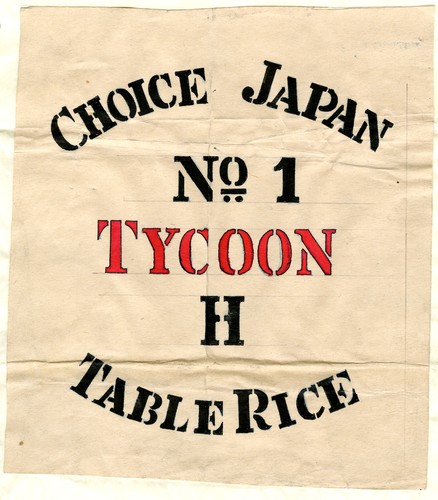 CHOICE JAPAN
No 1
TYCOON
H
TABLE RICE